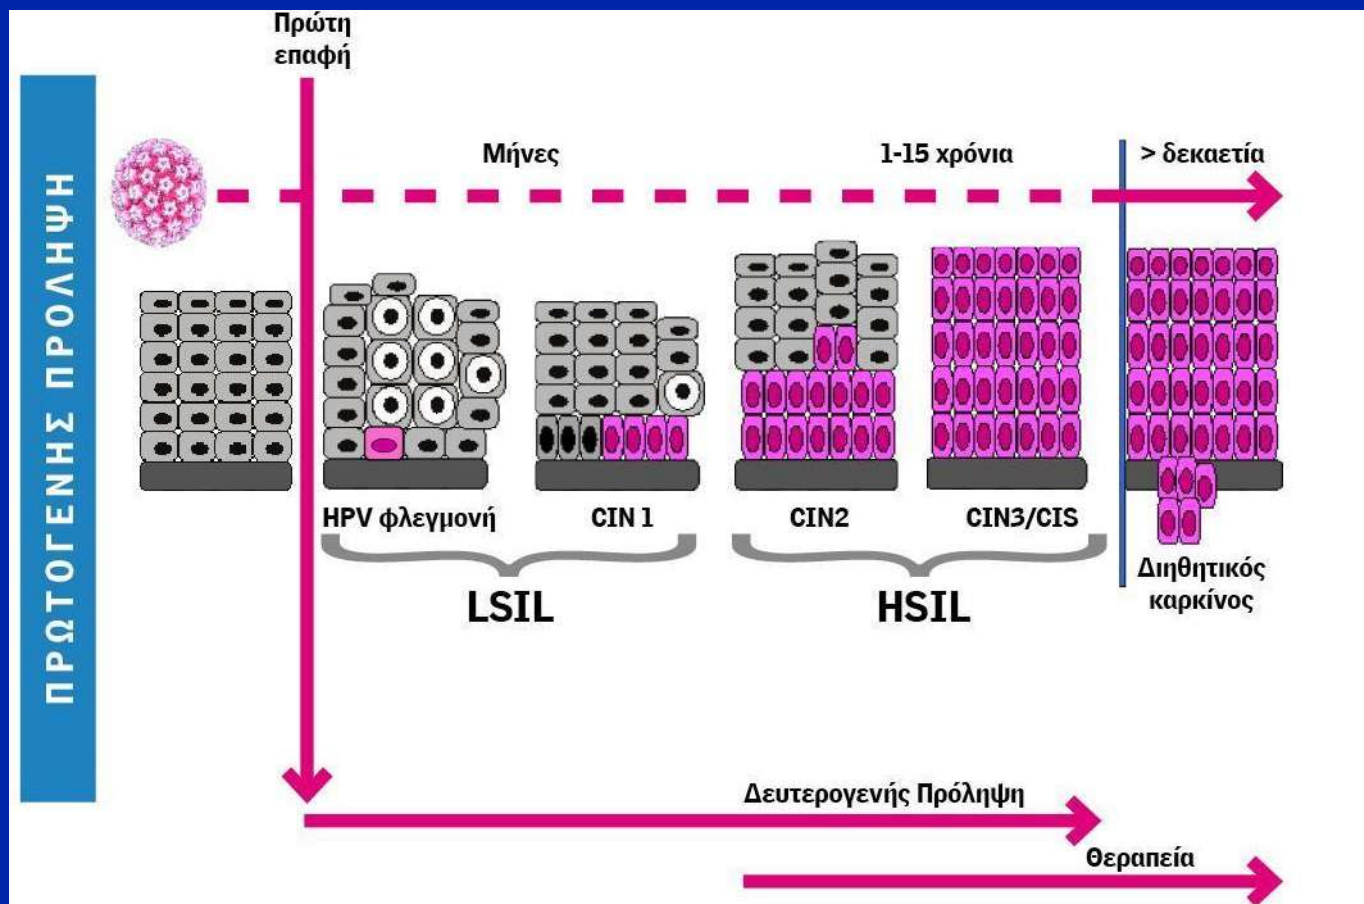 Πρώτη
επαφή
ΠΡΩΤΟΓΕΝΗΣ ΠΡΟΛΗΨΗ
Μήνες
1-15 χρόνια
> δεκαετία
HPV φλεγμονή
CIN 1
CIN2
CIN3/CIS
Διηθητικός
καρκίνος
LSIL
HSIL
Δευτερογενής Πρόληψη
Θεραπεία